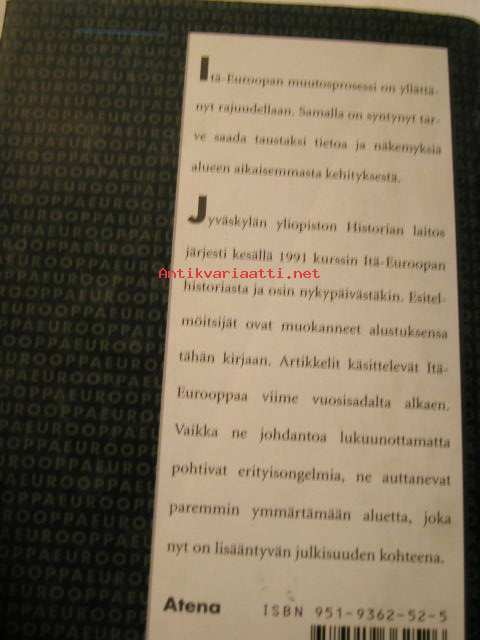 Itä-Euroopan muutosprosessi on yllättä-
nyt rajuudellaan. Samalla on syntynyt tar-
ve saada taustaksi tietoa ja näkemyksiä
alueen aikaisemmasta kehityksestä.
Jyväskylän yliopiston Historian laitos
järjesti kesällä 1991 kurssin Itä-Euroopan
Antikvariaatti.net
historiasta ja osin nykypäivästäkin. Esitel-
möitsijät ovat muokanneet alustuksensa
tähän kirjaan. Artikkelit käsittelevät Itä-
Eurooppaa viime vuosisadalta alkaen.
Vaikka ne johdantoa lukuunottamatta
pohtivat erityisongelmia, ne auttanevat
paremmin ymmärtämään aluetta, joka
nyt on lisääntyvän julkisuuden kohteena.
Atena ISBN 951-9362-52-5